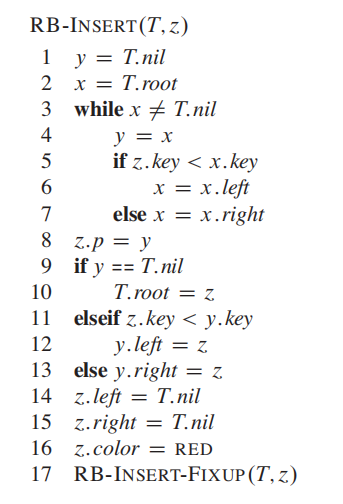 RB-INSERT(T, z)
1 y = T.nil
2 x = T.root
3 while x ≠ T.nil
4 y = x
5 if z.key < x.key
6 x = x.left
7 else x = x.right
8 z.p = y
9 if y == T.nil
10 T.root = z
11 elseif z.key < y.key
12 y.left = z
13 else y.right = z
14 z.left = T.nil
15 z.right = T.nil
16 z.color = RED
17 RB-INSERT-FIXUP(T, z)